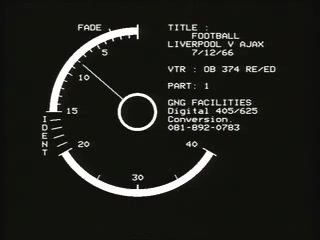 FADE
5
10
15
IDENT
20
30
40
TITLE :
FOOTBALL
LIVERPOOL V AJAX
7/12/66
VTR : OB 374 RE/ED
PART: 1
GNG FACILITIES
Digital 405/625
Conversion.
081-892-0783